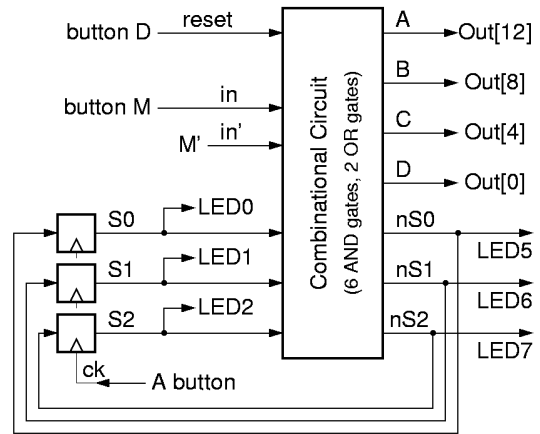 button D
reset
button M
in
M'
in'
Combinational Circuit
(6 AND gates, 2 OR gates)
A
Out[12]
B
Out[8]
C
Out[4]
D
Out[0]
S0
LED0
S1
LED1
S2
LED2
nS0
LED5
nS1
LED6
nS2
LED7
ck
A button